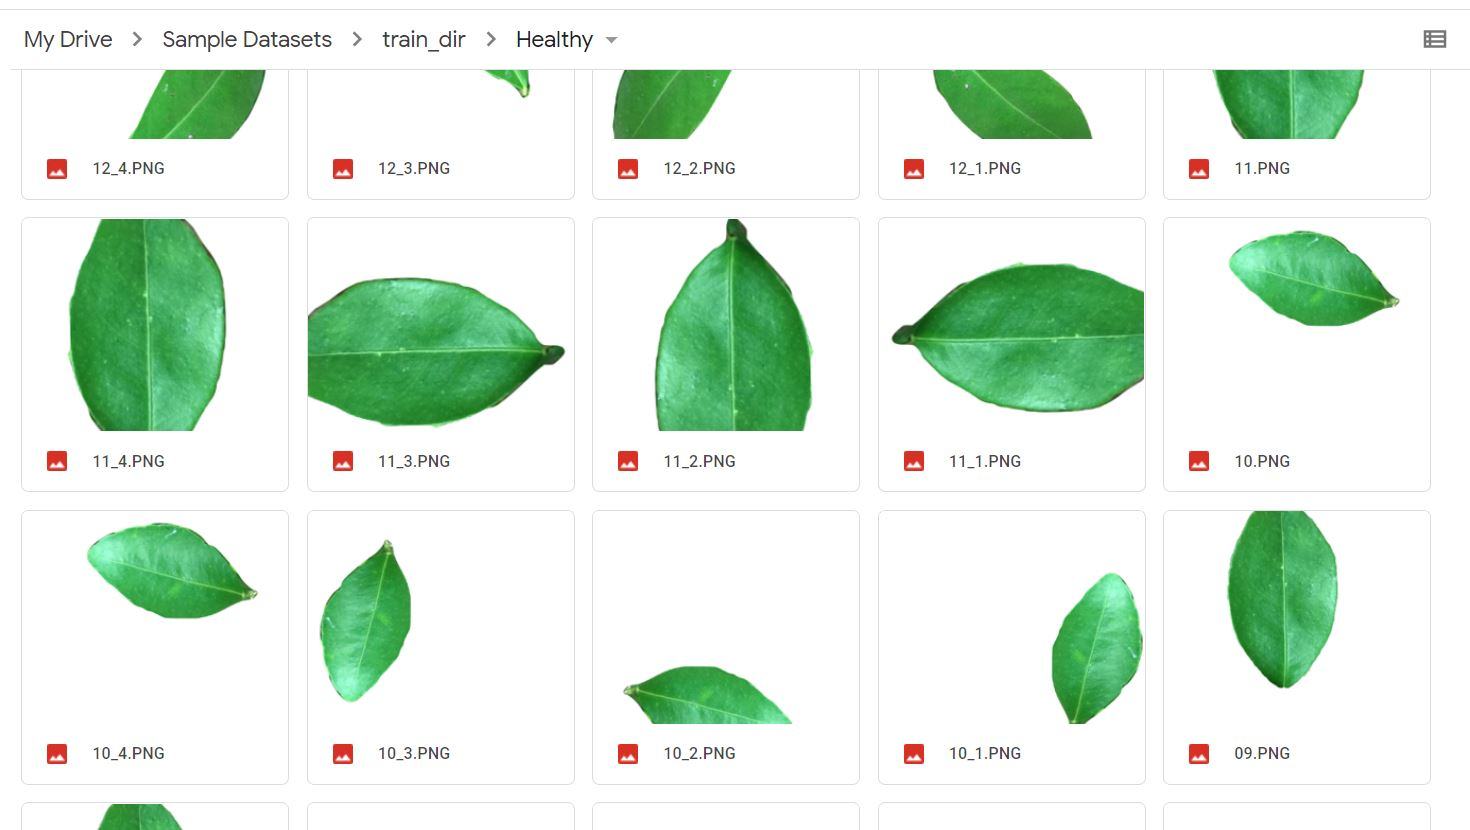 My Drive > Sample Datasets > train_dir > Healthy
12_4.PNG 12_3.PNG 12_2.PNG 12_1.PNG 11.PNG
11_4.PNG 11_3.PNG 11_2.PNG 11_1.PNG 10.PNG
10_4.PNG 10_3.PNG 10_2.PNG 10_1.PNG 09.PNG